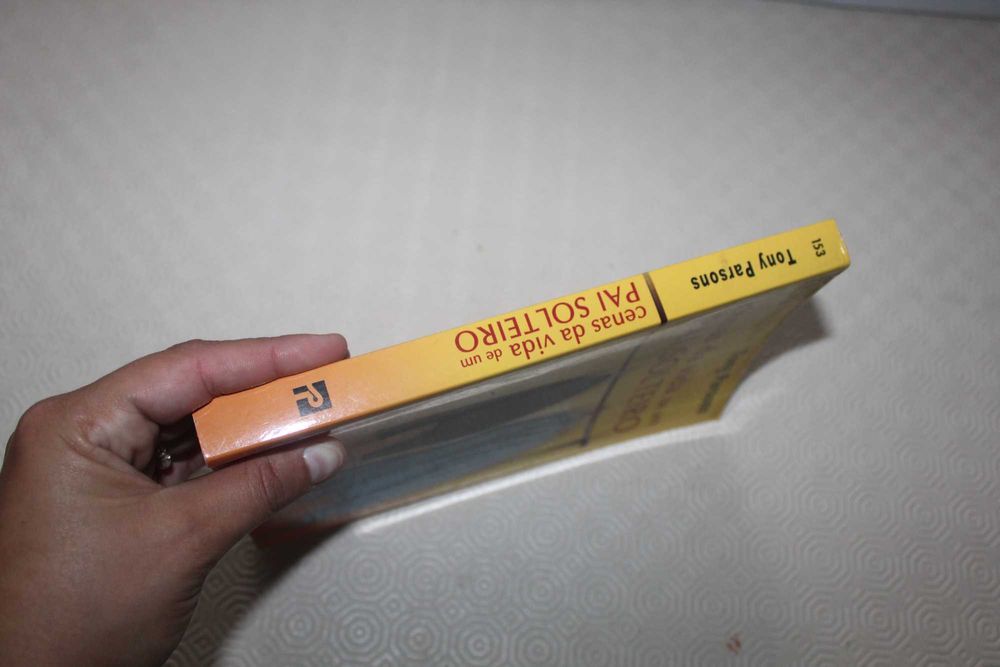 153
Tony Parsons
cenas da vida de um
PAI SOLTEIRO